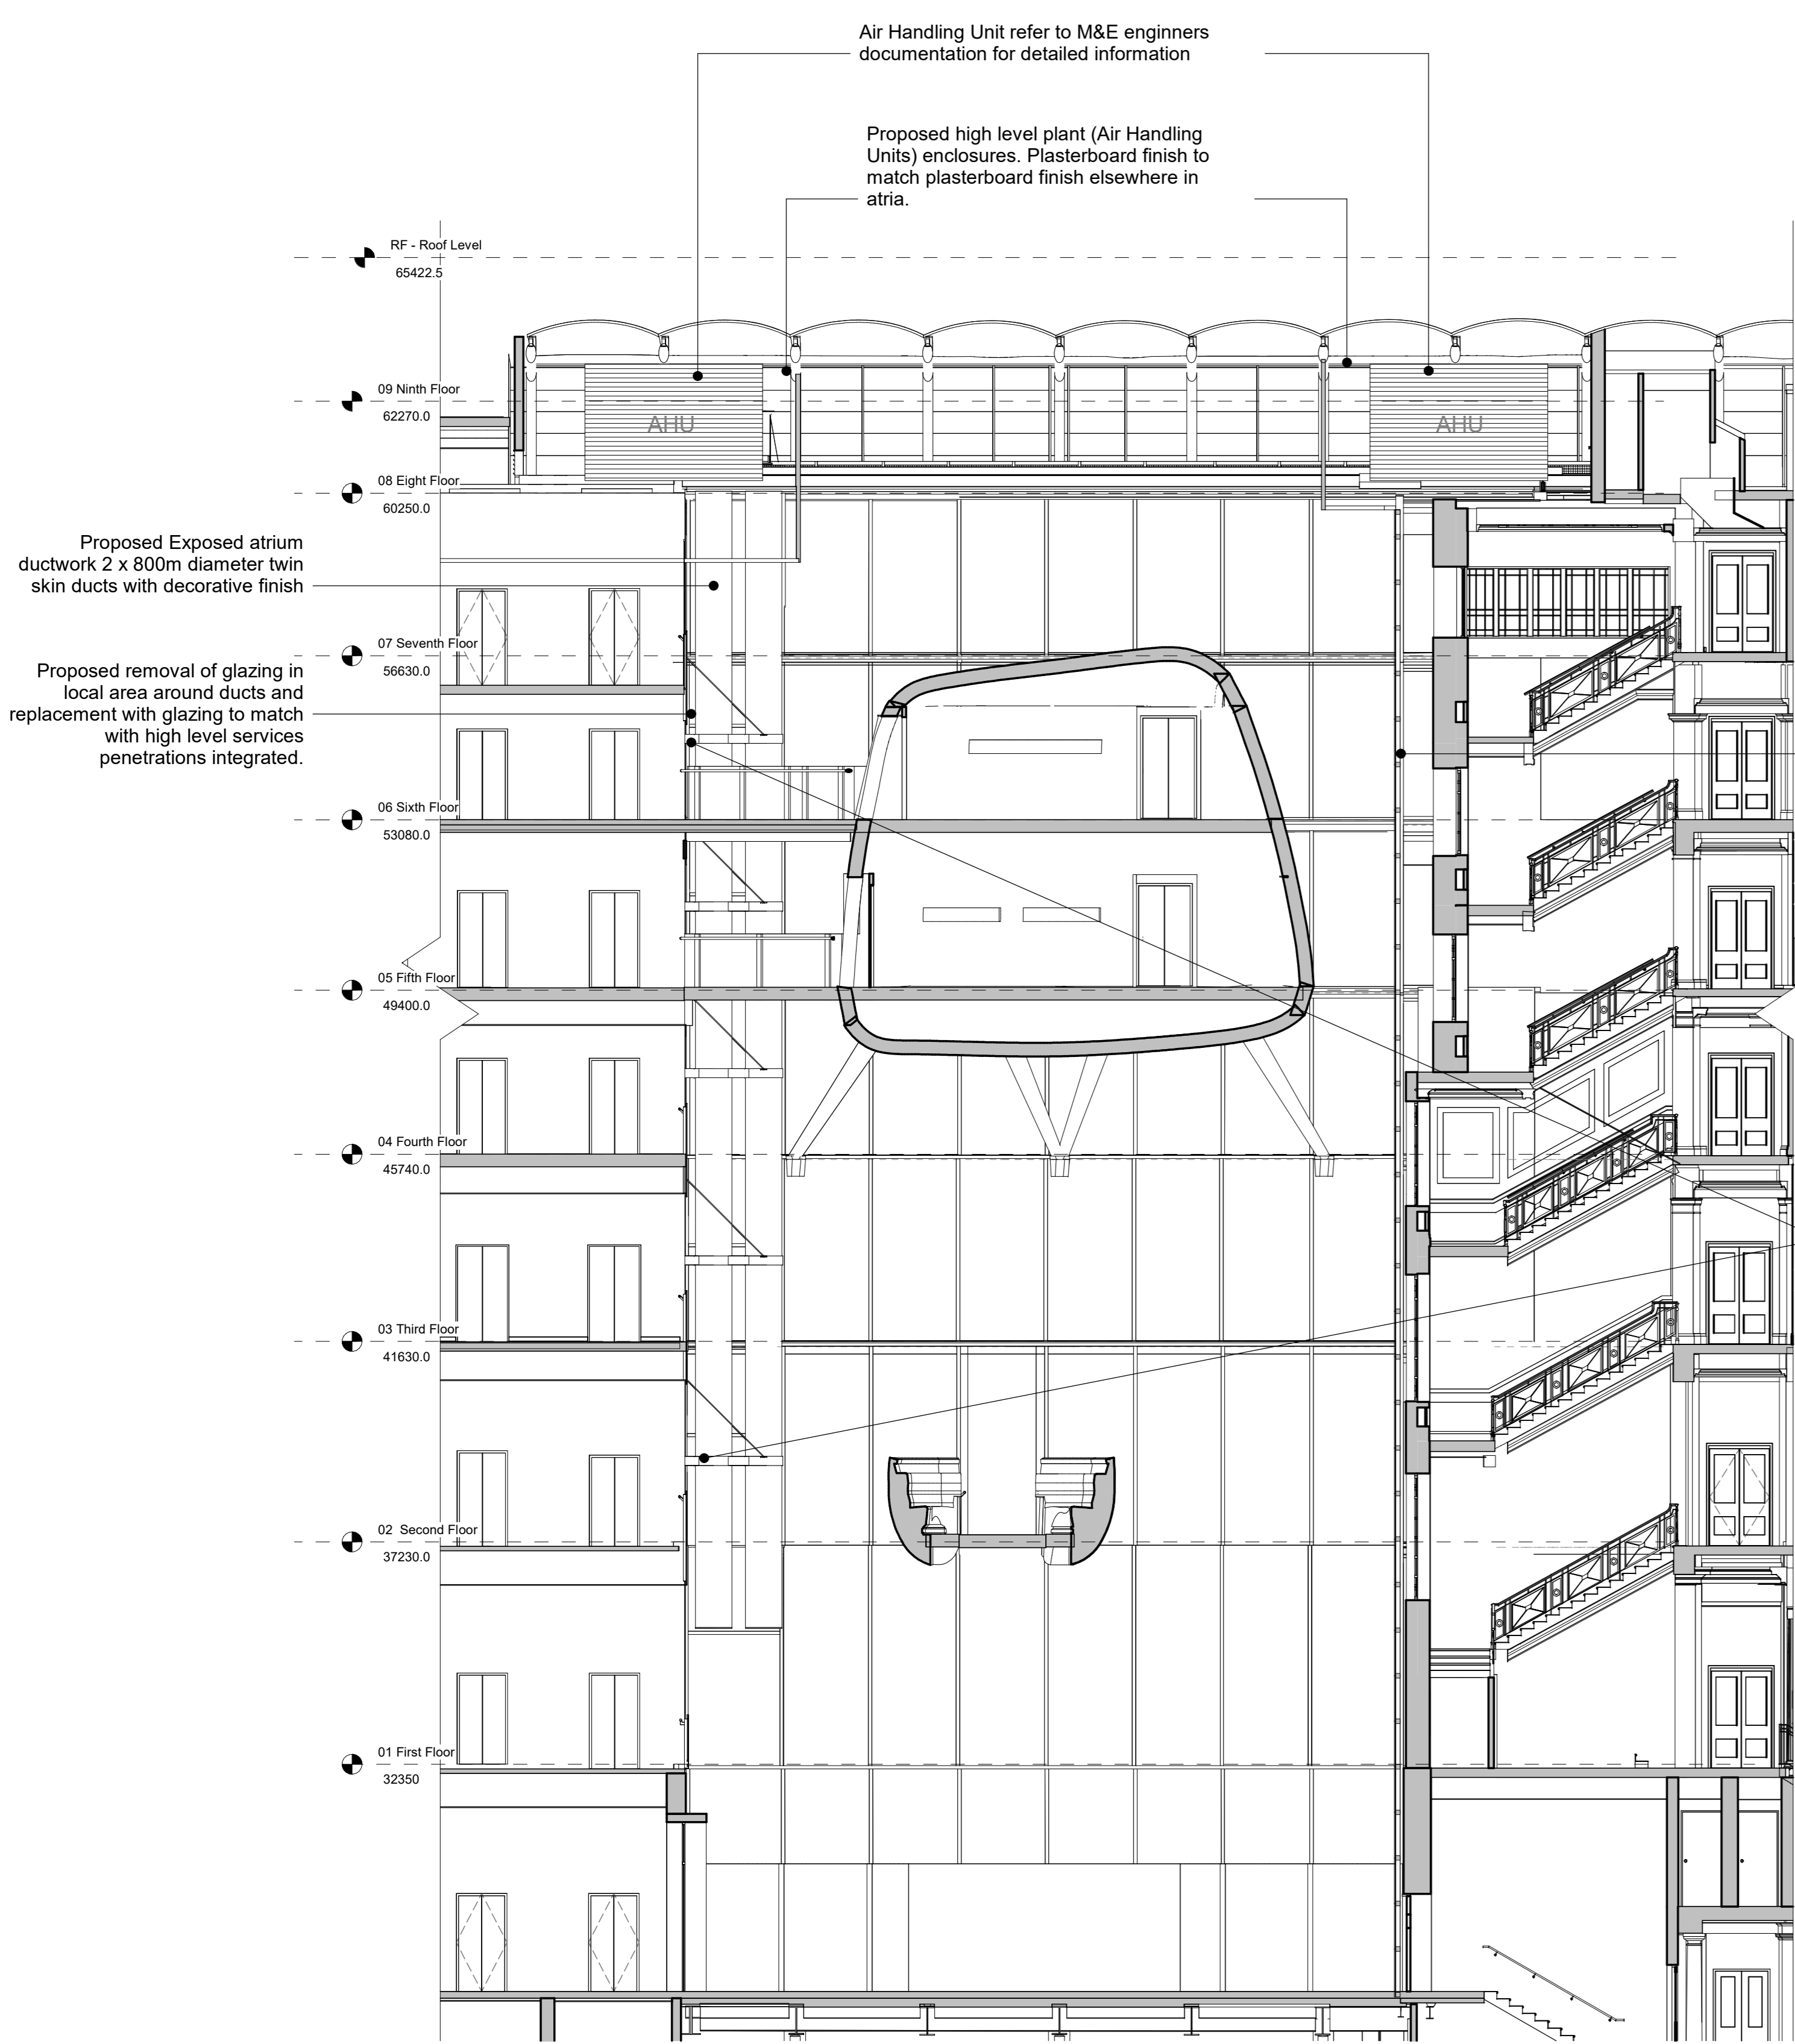 Air Handling Unit refer to M&E enginners
documentation for detailed information
Proposed high level plant (Air Handling
Units) enclosures. Plasterboard finish to
match plasterboard finish elsewhere in
atria.
RF - Roof Level
65422.5
09 Ninth Floor
62270.0
AHU
AHU
08 Eight Floor
60250.0
Proposed Exposed atrium
ductwork 2 x 800m diameter twin
skin ducts with decorative finish
07 Seventh Floor
56630.0
Proposed removal of glazing in
local area around ducts and
replacement with glazing to match
with high level services
penetrations integrated.
06 Sixth Floor
53080.0
05 Fifth Floor
49400.0
04 Fourth Floor
45740.0
03 Third Floor
41630.0
02 Second Floor
37230.0
01 First Floor
32350